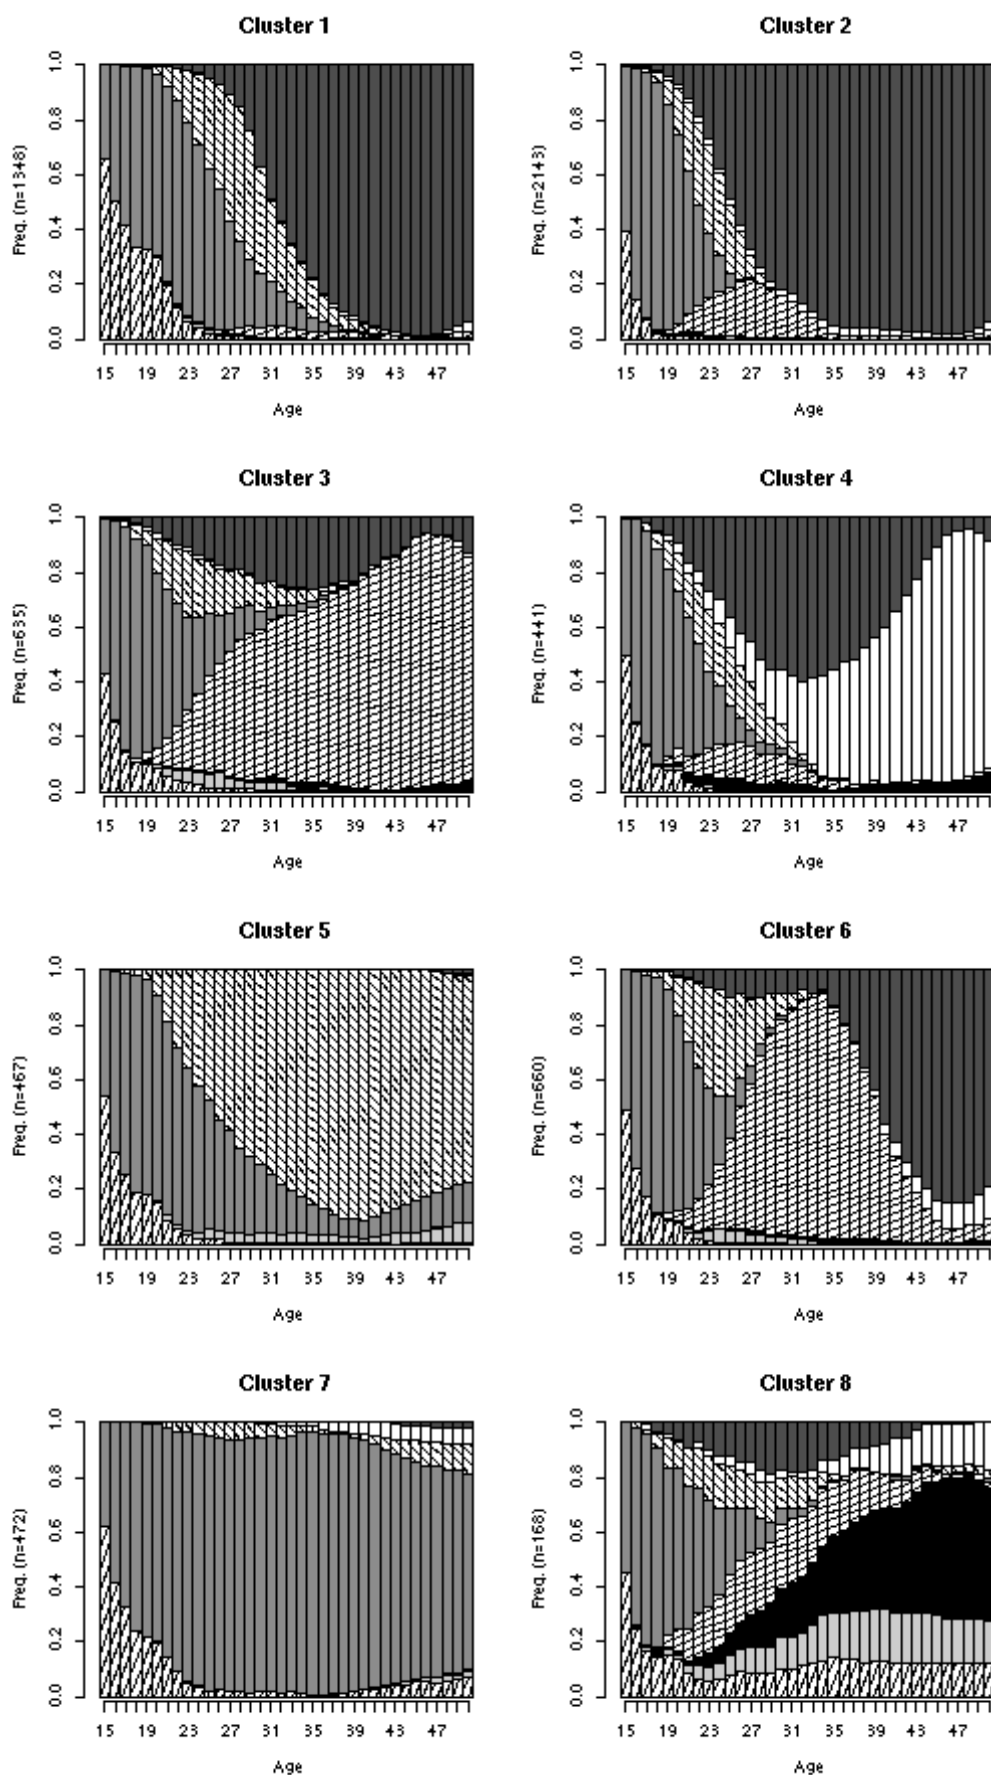 Cluster 1
Freq. (n=1348)
0.0 0.2 0.4 0.6 0.8 1.0
15 19 23 27 31 35 39 43 47
Age
Cluster 2
Freq. (n=2143)
0.0 0.2 0.4 0.6 0.8 1.0
15 19 23 27 31 35 39 43 47
Age
Cluster 3
Freq. (n=635)
0.0 0.2 0.4 0.6 0.8 1.0
15 19 23 27 31 35 39 43 47
Age
Cluster 4
Freq. (n=441)
0.0 0.2 0.4 0.6 0.8 1.0
15 19 23 27 31 35 39 43 47
Age
Cluster 5
Freq. (n=467)
0.0 0.2 0.4 0.6 0.8 1.0
15 19 23 27 31 35 39 43 47
Age
Cluster 6
Freq. (n=660)
0.0 0.2 0.4 0.6 0.8 1.0
15 19 23 27 31 35 39 43 47
Age
Cluster 7
Freq. (n=472)
0.0 0.2 0.4 0.6 0.8 1.0
15 19 23 27 31 35 39 43 47
Age
Cluster 8
Freq. (n=168)
0.0 0.2 0.4 0.6 0.8 1.0
15 19 23 27 31 35 39 43 47
Age